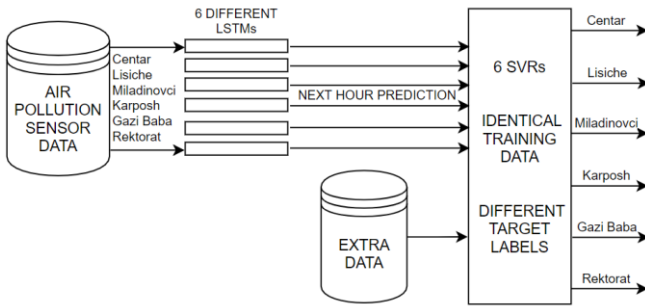 6 DIFFERENT
LSTMs
AIR
POLLUTION
SENSOR
DATA
Centar
Lisiche
Miladinovci
Karposh
Gazi Baba
Rektorat
NEXT HOUR PREDICTION
EXTRA
DATA
6 SVRs
IDENTICAL
TRAINING
DATA
DIFFERENT
TARGET
LABELS
Centar
Lisiche
Miladinovci
Karposh
Gazi Baba
Rektorat